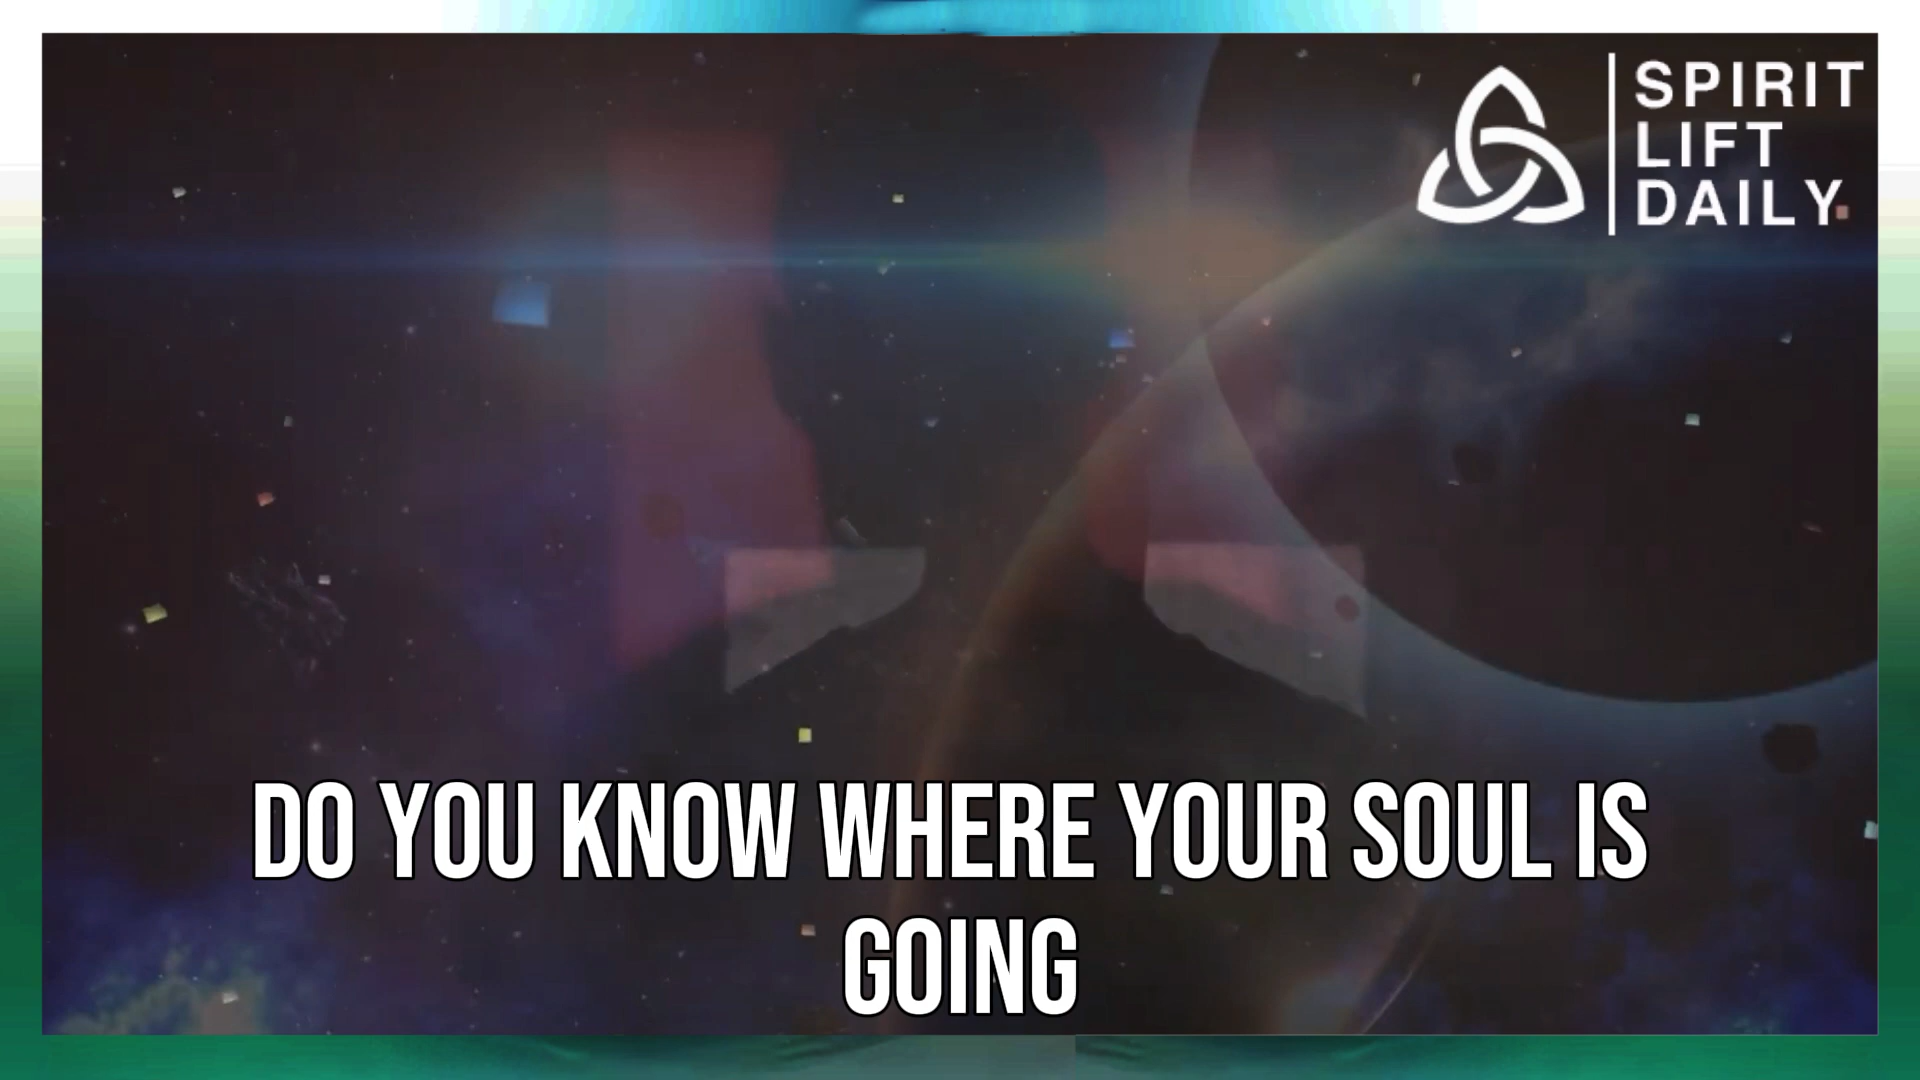 SPIRIT
LIFT
DAILY
DO YOU KNOW WHERE YOUR SOUL IS
GOING